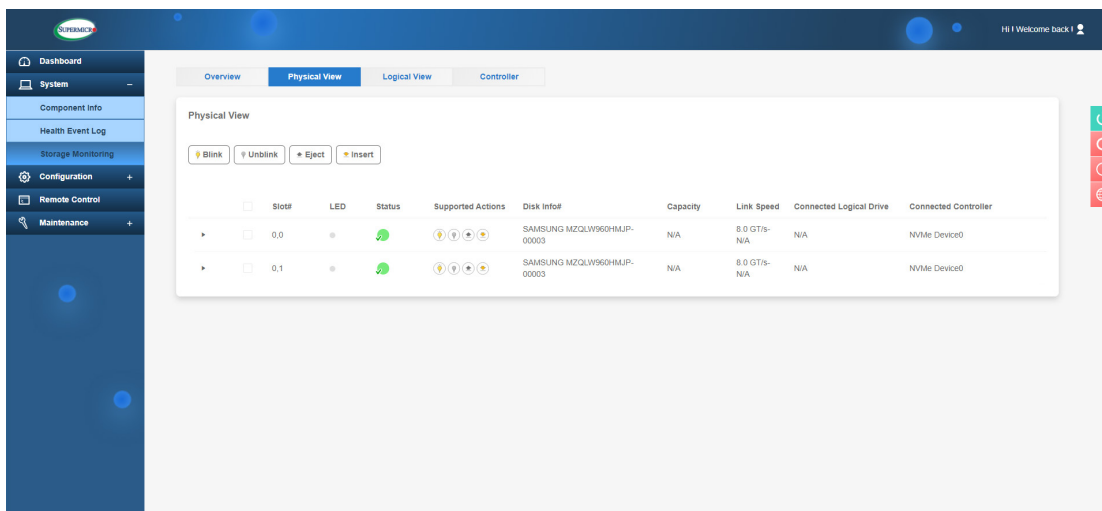 SUPERMICRO
Hi ! Welcome back !
Dashboard
System −
Component Info
Health Event Log
Storage Monitoring
Configuration +
Remote Control
Maintenance +
Overview Physical View Logical View Controller
Physical View
Blink Unblink Eject Insert
Slot# LED Status Supported Actions Disk Info# Capacity Link Speed Connected Logical Drive Connected Controller
0,0 SAMSUNG MZQLW960HMJP- N/A 8.0 GT/s- N/A NVMe Device0
00003 N/A
0,1 SAMSUNG MZQLW960HMJP- N/A 8.0 GT/s- N/A NVMe Device0
00003 N/A